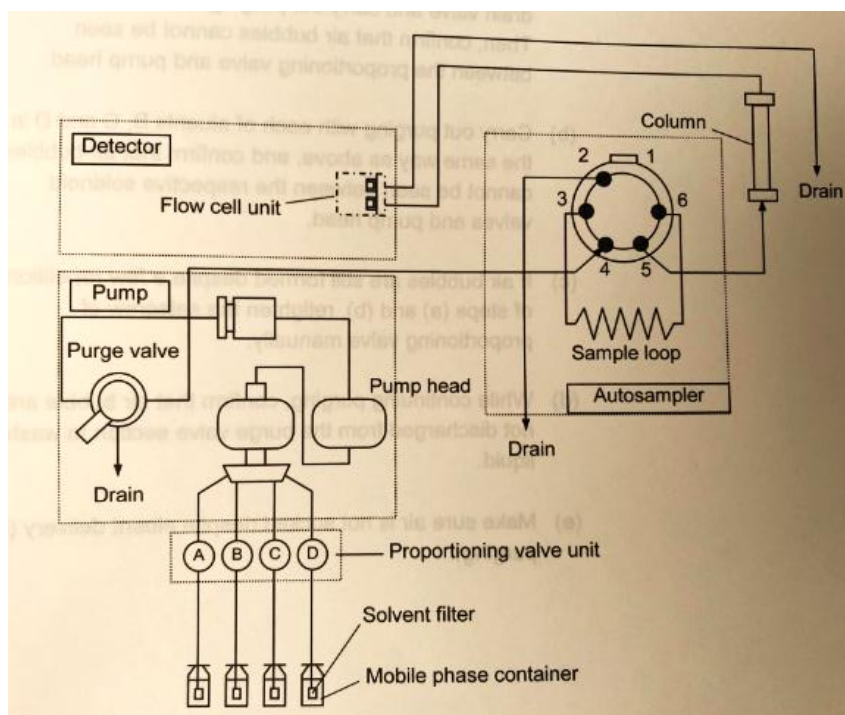 Column
Detector
2
1
Drain
Flow cell unit
3
6
4
5
Pump
Sample loop
Purge valve
Pump head
Autosampler
Drain
Drain
A
B
C
D
Proportioning valve unit
Solvent filter
Mobile phase container